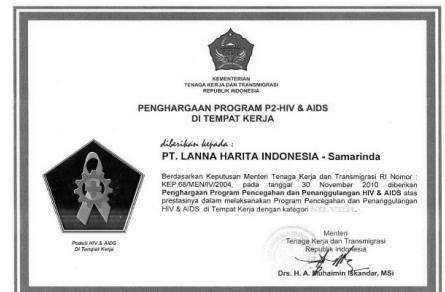 KEMENTERIAN
TENAGA KERJA DAN TRANSMIGRASI
REPUBLIK INDONESIA
PENGHARGAAN PROGRAM P2-HIV & AIDS
DI TEMPAT KERJA
diberikan kepada :
PT. LANNA HARITA INDONESIA - Samarinda
Berdasarkan Keputusan Menteri Tenaga Kerja dan Transmigrasi RI Nomor :
KEP.68/MEN/IV/2004, pada tanggal 30 November 2010 diberikan
Penghargaan Program Pencegahan dan Penanggulangan HIV & AIDS atas
prestasinya dalam melaksanakan Program Pencegahan dan Penanggulangan
HIV & AIDS di Tempat Kerja dengan kategori SILVER.
Peduli HIV & AIDS
Di Tempat Kerja
Menteri
Tenaga Kerja dan Transmigrasi
Republik Indonesia
Drs. H. A. Muhaimin Iskandar, MSi